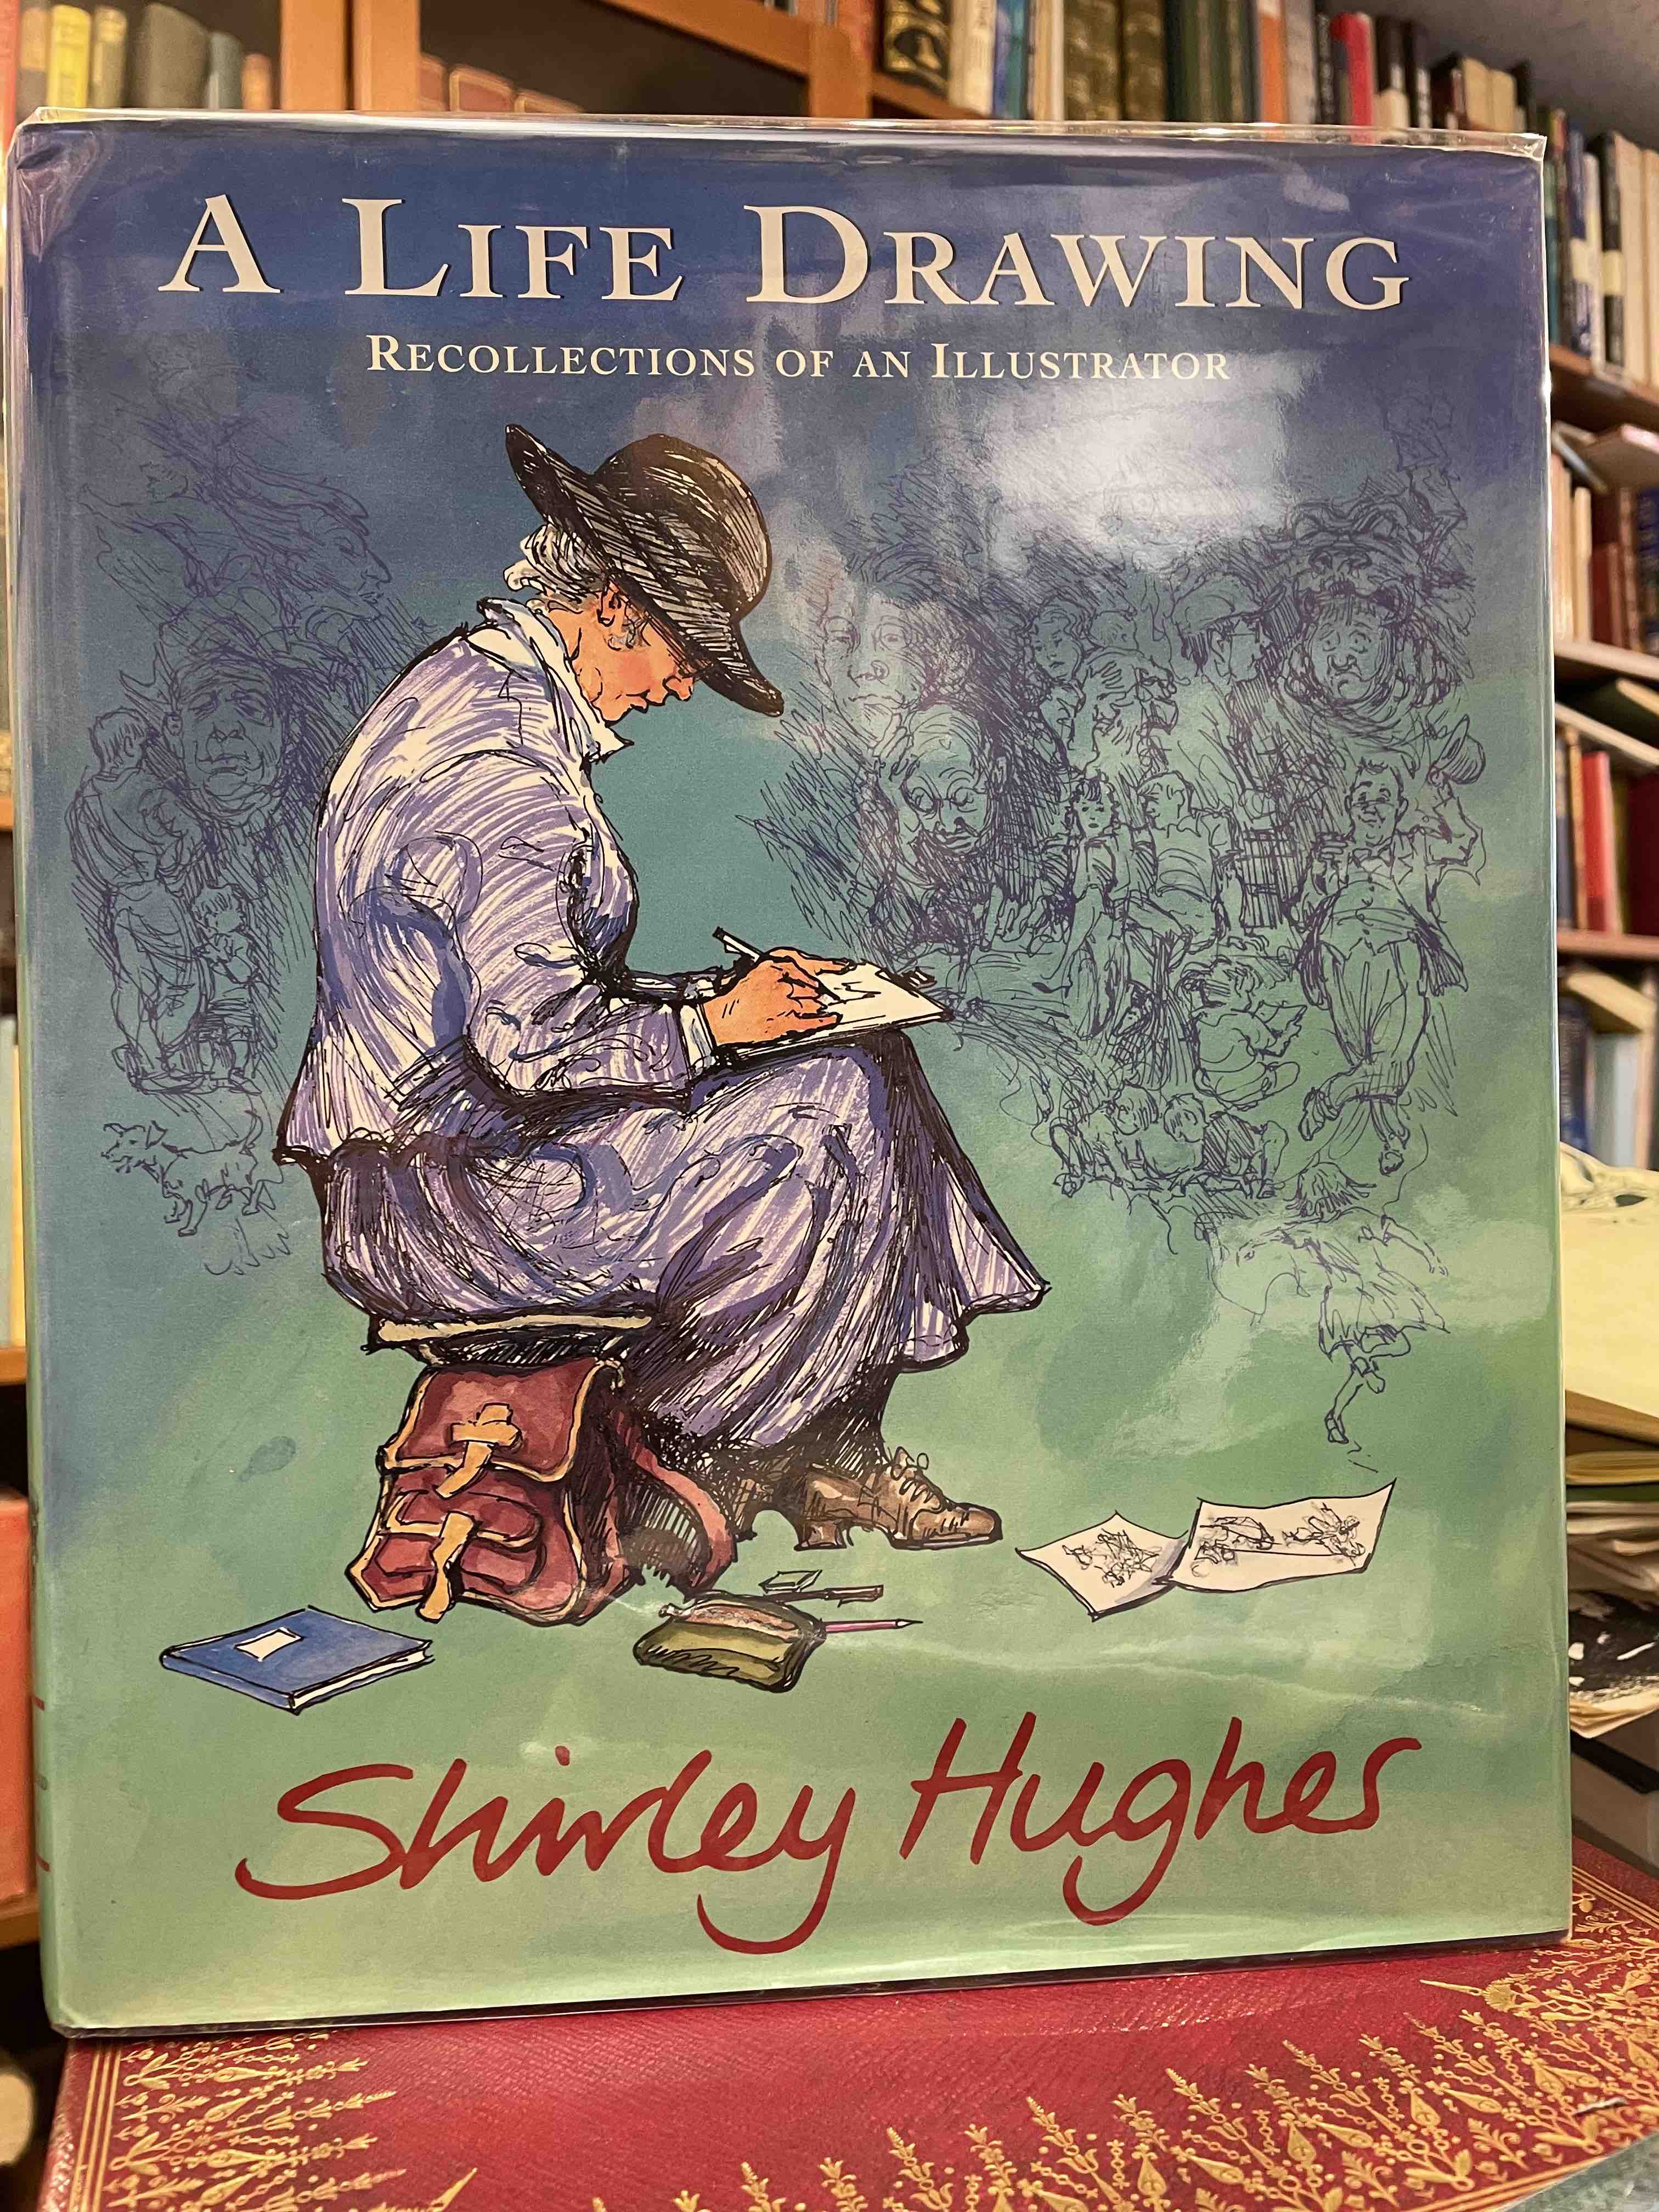 A LIFE DRAWING
RECOLLECTIONS OF AN ILLUSTRATOR
Shirley Hughes